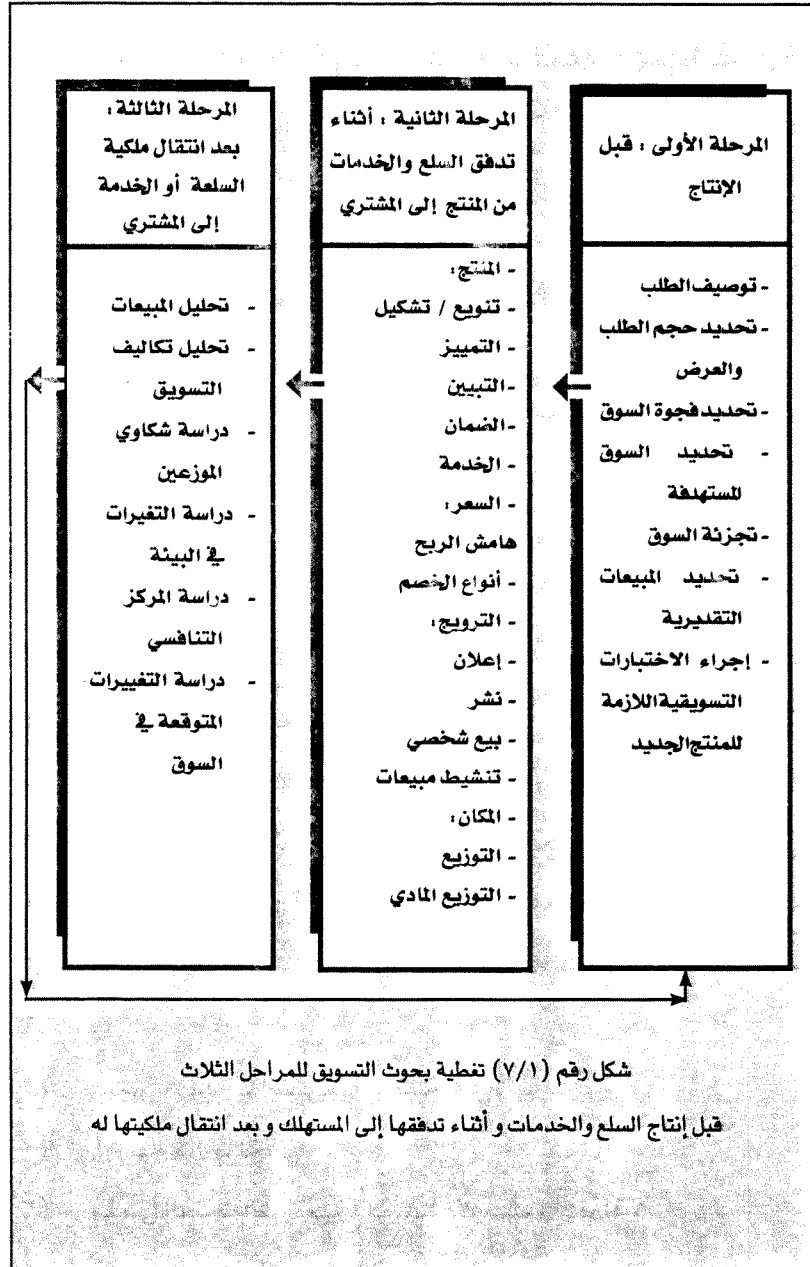 المرحلة الأولى : قبل
الإنتاج
- توصيف الطلب
- تحديد حجم الطلب
والعرض
- تحديد فجوة السوق
- تحديد السوق
المستهدفة
- تجزئة السوق
- تحديد المبيعات
التقديرية
- إجراء الاختبارات
التسويقية اللازمة
للمنتج الجديد
المرحلة الثانية : أثناء
تدفق السلع والخدمات
من المنتج إلى المشتري
- المنتج:
- تنويع / تشكيل
- التمييز
- التبيين
- الضمان
- الخدمة
- السعر:
هامش الربح
- أنواع الخصم
- الترويج:
- إعلان
- نشر
- بيع شخصي
- تنشيط مبيعات
- المكان:
- التوزيع
- التوزيع المادي
المرحلة الثالثة:
بعد انتقال ملكية
السلعة أو الخدمة
إلى المشتري
- تحليل المبيعات
- تحليل تكاليف
التسويق
- دراسة شكاوي
الموزعين
- دراسة التغيرات
في البيئة
- دراسة المركز
التنافسي
- دراسة التغييرات
المتوقعة في
السوق
شكل رقم (٧/١) تغطية بحوث التسويق للمراحل الثلاث
قبل إنتاج السلع والخدمات و أثناء تدفقها إلى المستهلك و بعد انتقال ملكيتها له